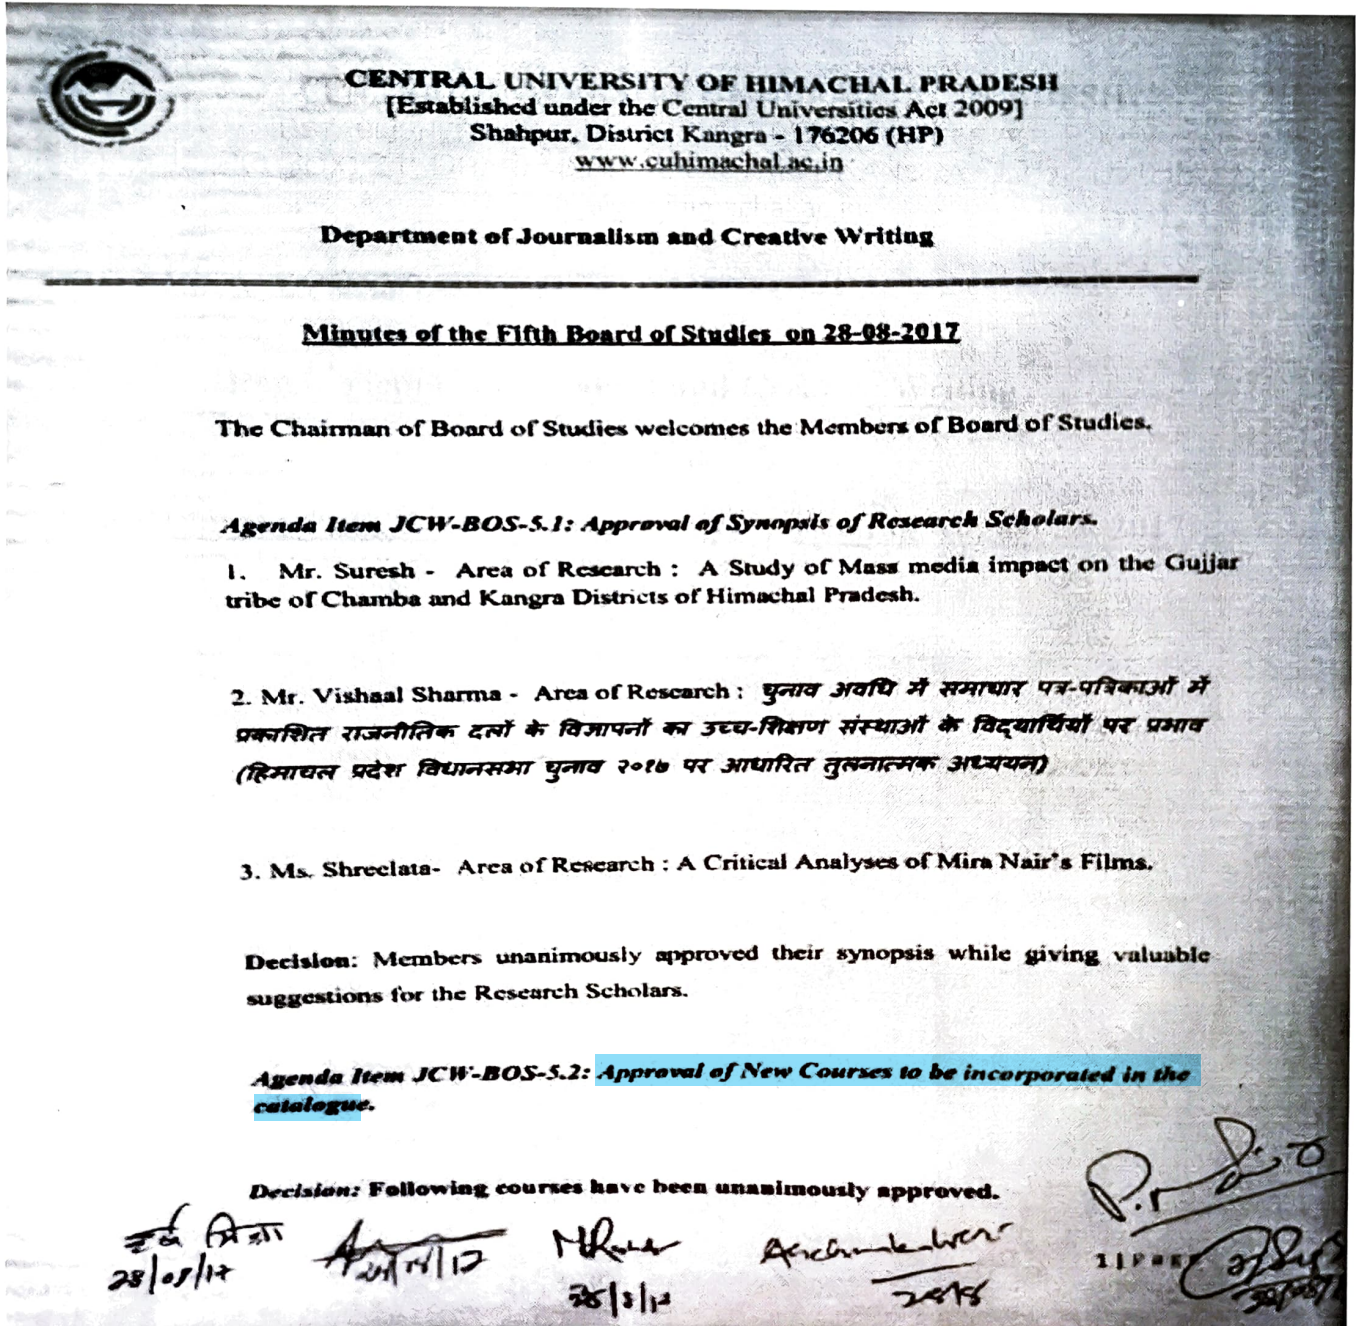 CENTRAL UNIVERSITY OF HIMACHAL PRADESH
[Established under the Central Universities Act 2009]
Shahpur, District Kangra - 176206 (HP)
www.cuhimachal.ac.in
Department of Journalism and Creative Writing
Minutes of the Fifth Board of Studies on 28-08-2017
The Chairman of Board of Studies welcomes the Members of Board of Studies.
Agenda Item JCW-BOS-5.1: Approval of Synopsis of Research Scholars.
1. Mr. Suresh - Area of Research : A Study of Mass media impact on the Gujjar
tribe of Chamba and Kangra Districts of Himachal Pradesh.
2. Mr. Vishaal Sharma - Area of Research : चुनाव अवधि में समाचार पत्र-पत्रिकाओं में
प्रकाशित राजनीतिक दलों के विज्ञापनों का उच्च-शिक्षण संस्थाओं के विद्यार्थियों पर प्रभाव
(हिमाचल प्रदेश विधानसभा चुनाव २०१७ पर आधारित तुलनात्मक अध्ययन)
3. Ms. Shreelata- Area of Research : A Critical Analyses of Mira Nair's Films.
Decision: Members unanimously approved their synopsis while giving valuable
suggestions for the Research Scholars.
Agenda Item JCW-BOS-5.2: Approval of New Courses to be incorporated in the
catalogue.
Decision: Following courses have been unanimously approved.
28/08/17
1 | Page